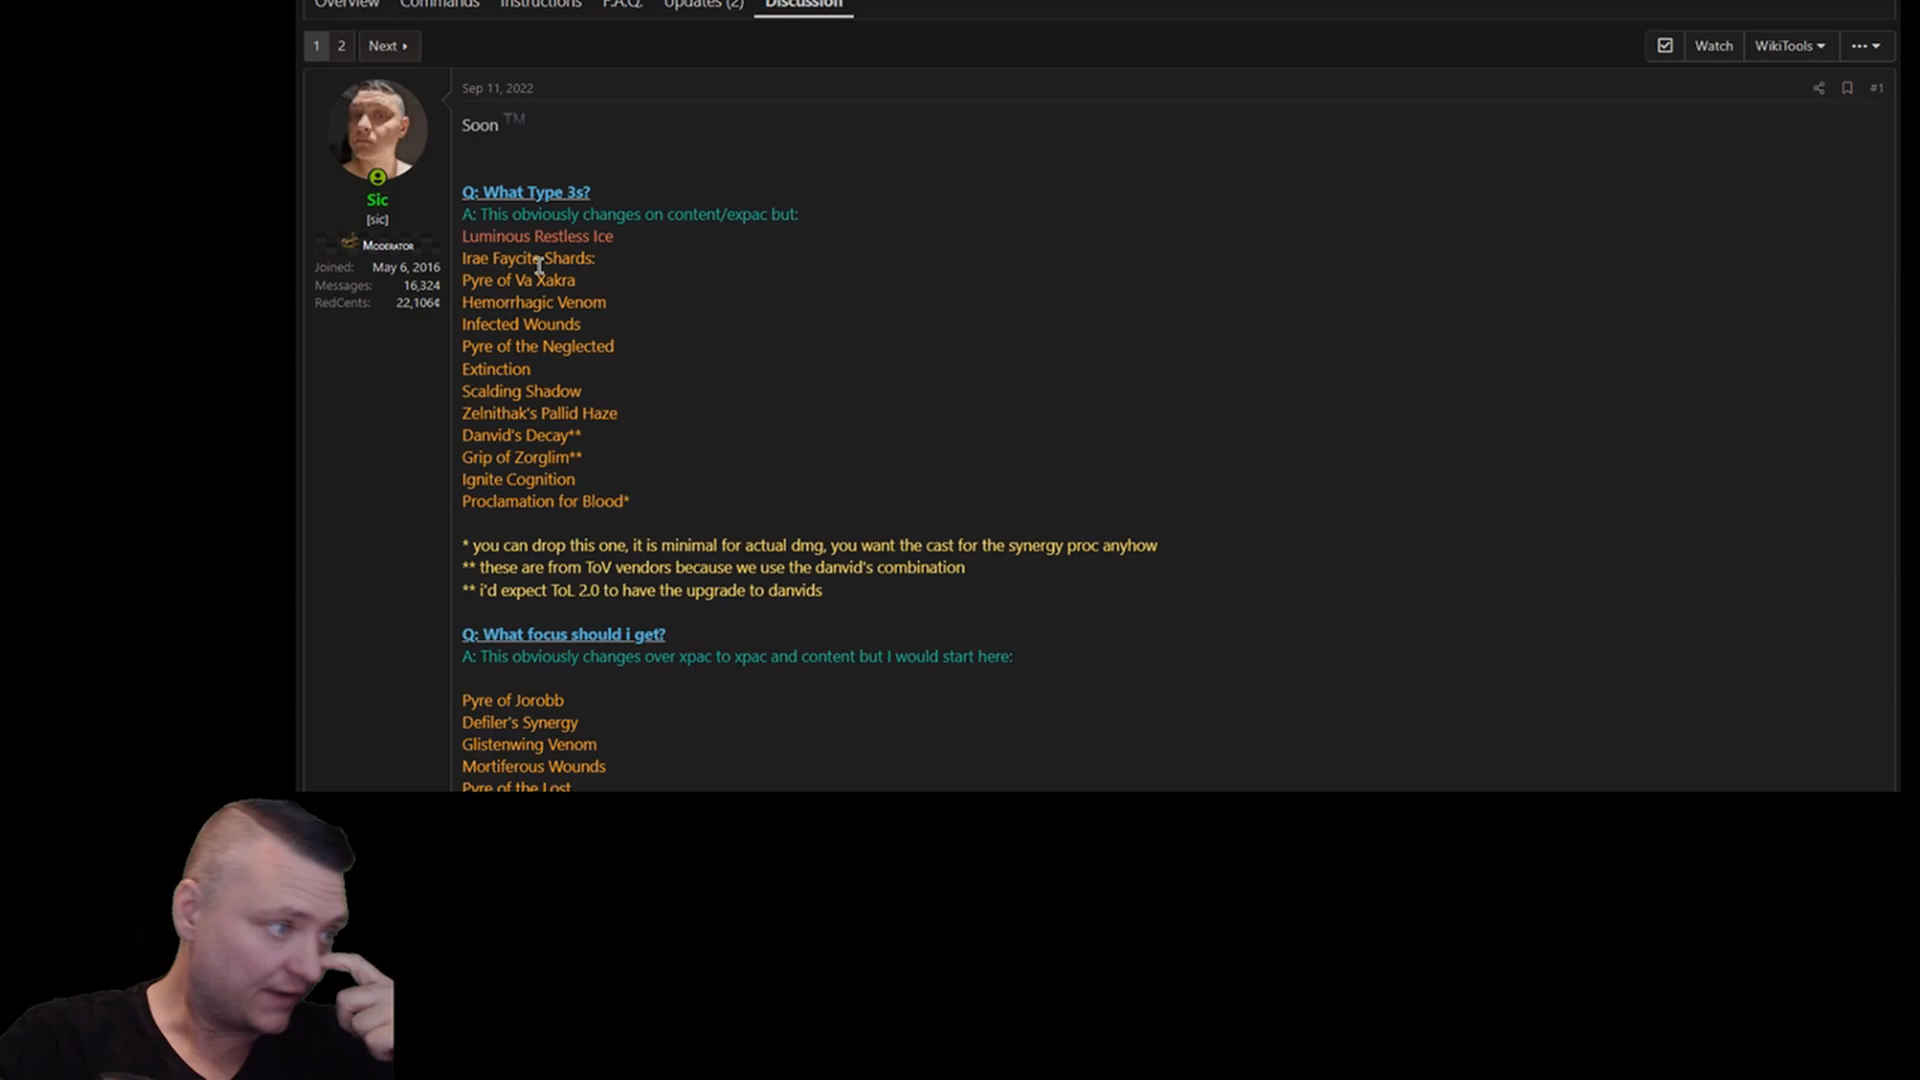 Overview Commands Instructions F.A.Q. Updates (2) Discussion
1 2 Next Watch WikiTools
Sep 11, 2022 #1
Soon ™
Sic
[sic]
MODERATOR
Joined: May 6, 2016
Messages: 16,324
RedCents: 22,106¢
Q: What Type 3s?
A: This obviously changes on content/expac but:
Luminous Restless Ice
Irae Faycite Shards:
Pyre of Va Xakra
Hemorrhagic Venom
Infected Wounds
Pyre of the Neglected
Extinction
Scalding Shadow
Zelnithak's Pallid Haze
Danvid's Decay**
Grip of Zorglim**
Ignite Cognition
Proclamation for Blood*
* you can drop this one, it is minimal for actual dmg, you want the cast for the synergy proc anyhow
** these are from ToV vendors because we use the danvid's combination
** i'd expect ToL 2.0 to have the upgrade to danvids
Q: What focus should i get?
A: This obviously changes over xpac to xpac and content but I would start here:
Pyre of Jorobb
Defiler's Synergy
Glistenwing Venom
Mortiferous Wounds
Pyre of the Lost